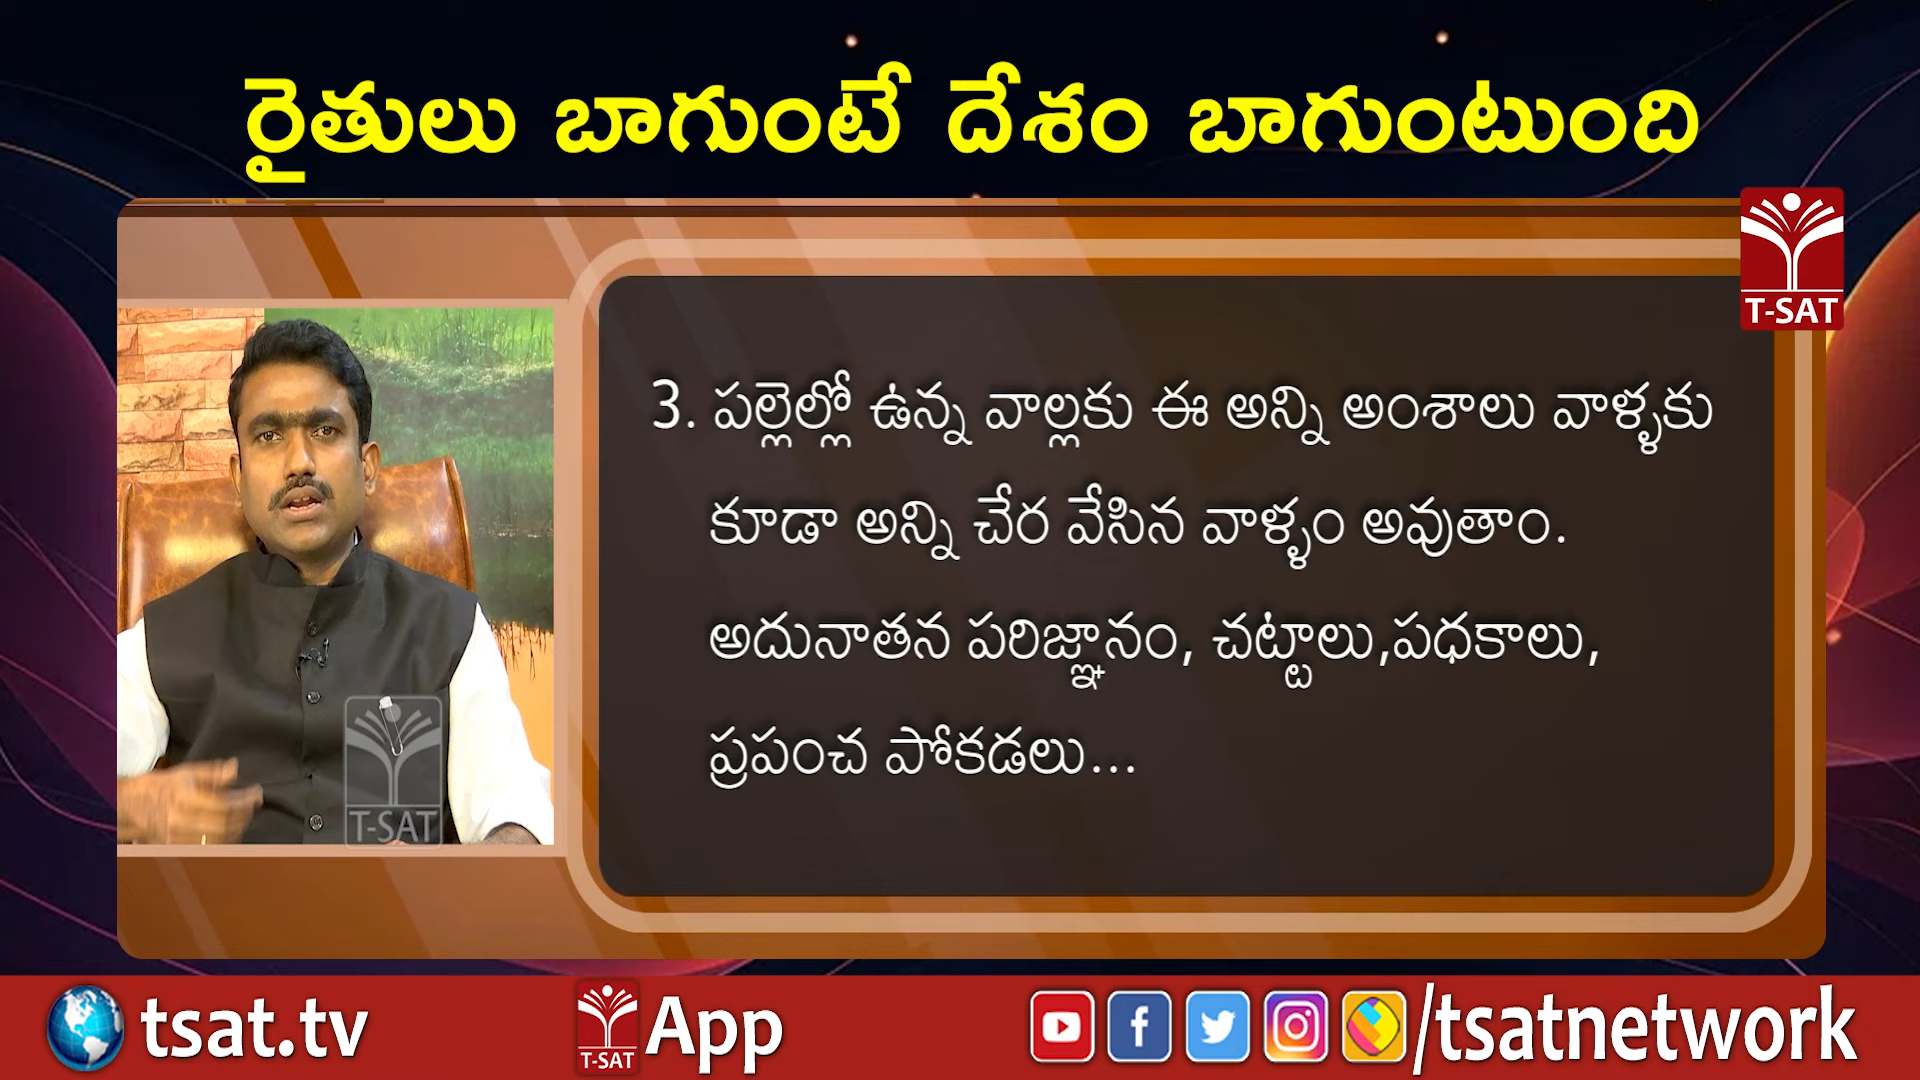 రైతులు బాగుంటే దేశం బాగుంటుంది
T-SAT
3. పల్లెల్లో ఉన్న వాల్లకు ఈ అన్ని అంశాలు వాళ్ళకు
కూడా అన్ని చేర వేసిన వాళ్ళం అవుతాం.
అదునాతన పరిజ్ఞానం, చట్టాలు,పధకాలు,
ప్రపంచ పోకడలు...
T-SAT
tsat.tv
T-SAT App
/tsatnetwork